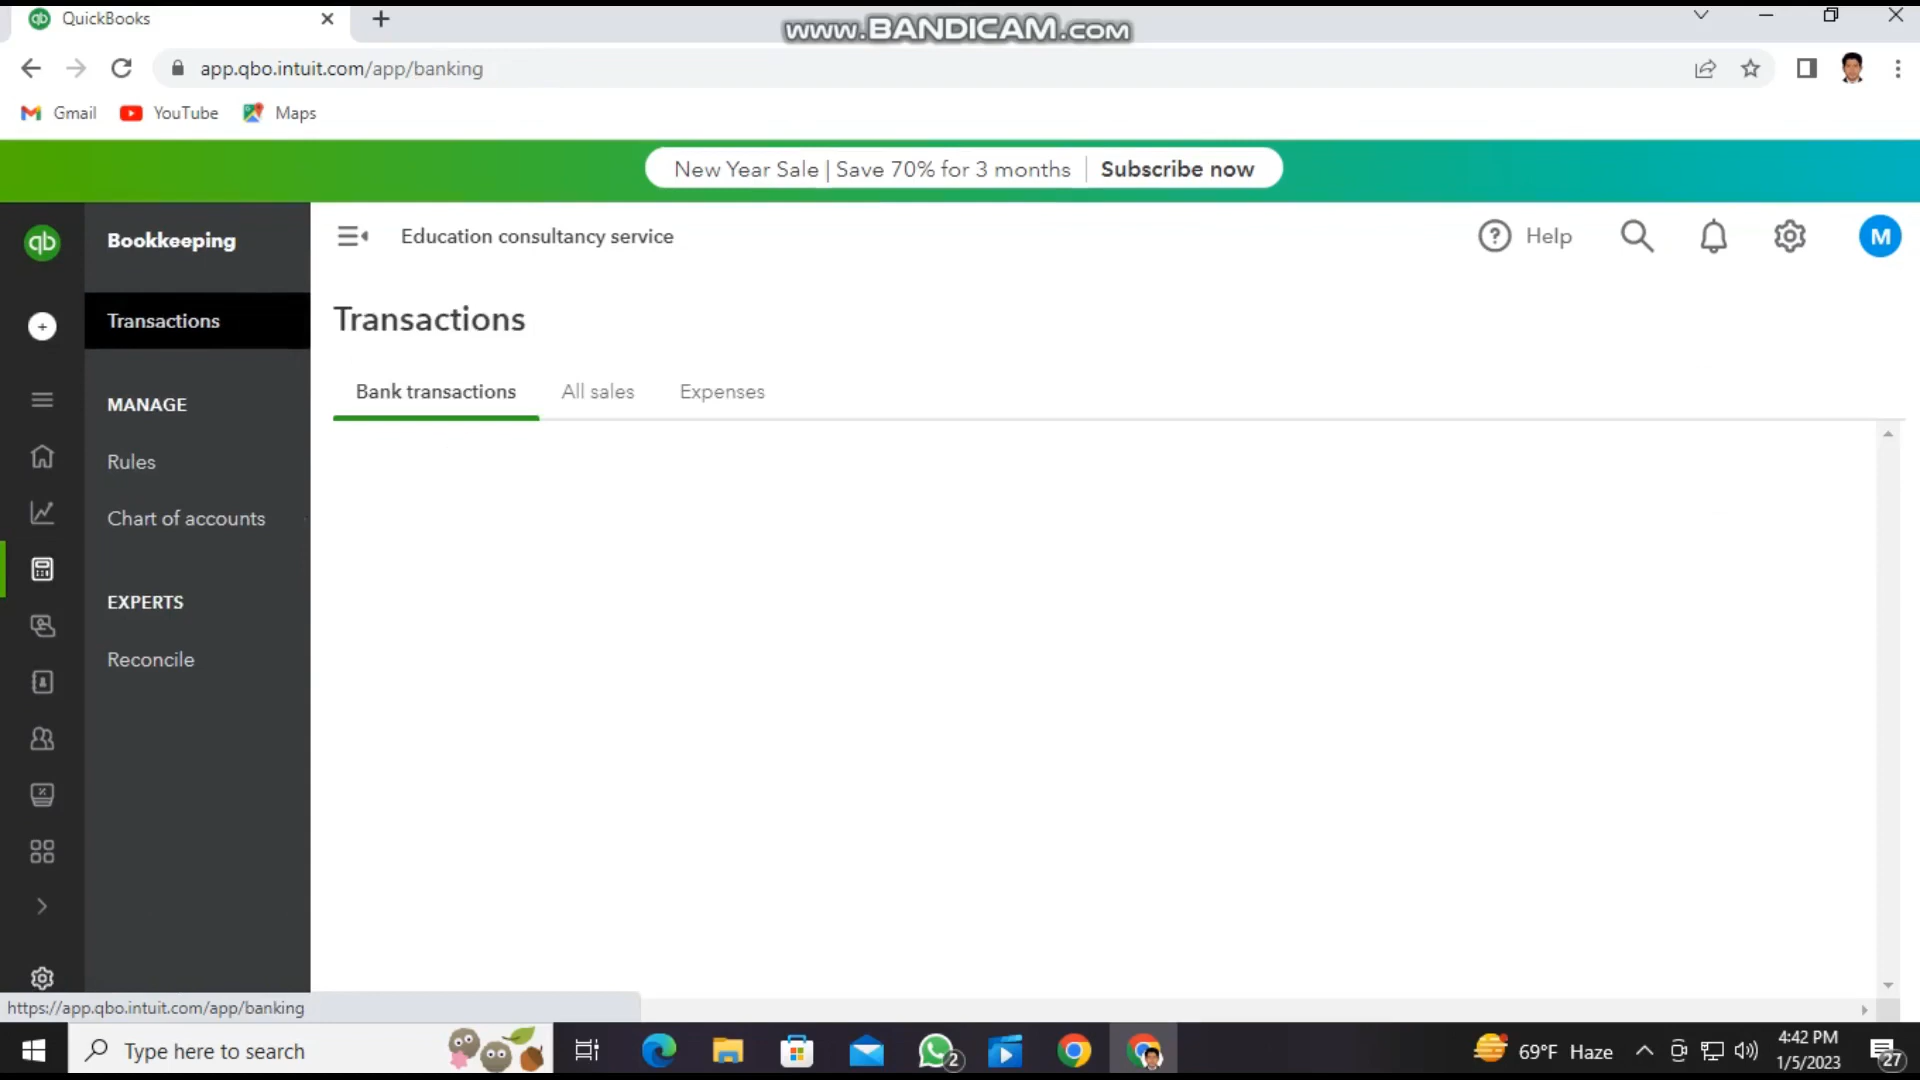 QuickBooks
www.BANDICAM.com
app.qbo.intuit.com/app/banking
Gmail YouTube Maps
New Year Sale | Save 70% for 3 months Subscribe now
qb Bookkeeping Education consultancy service Help M
Transactions
Transactions
Bank transactions All sales Expenses
MANAGE
Rules
Chart of accounts
EXPERTS
Reconcile
https://app.qbo.intuit.com/app/banking
Type here to search 2 69°F Haze 4:42 PM
1/5/2023 27